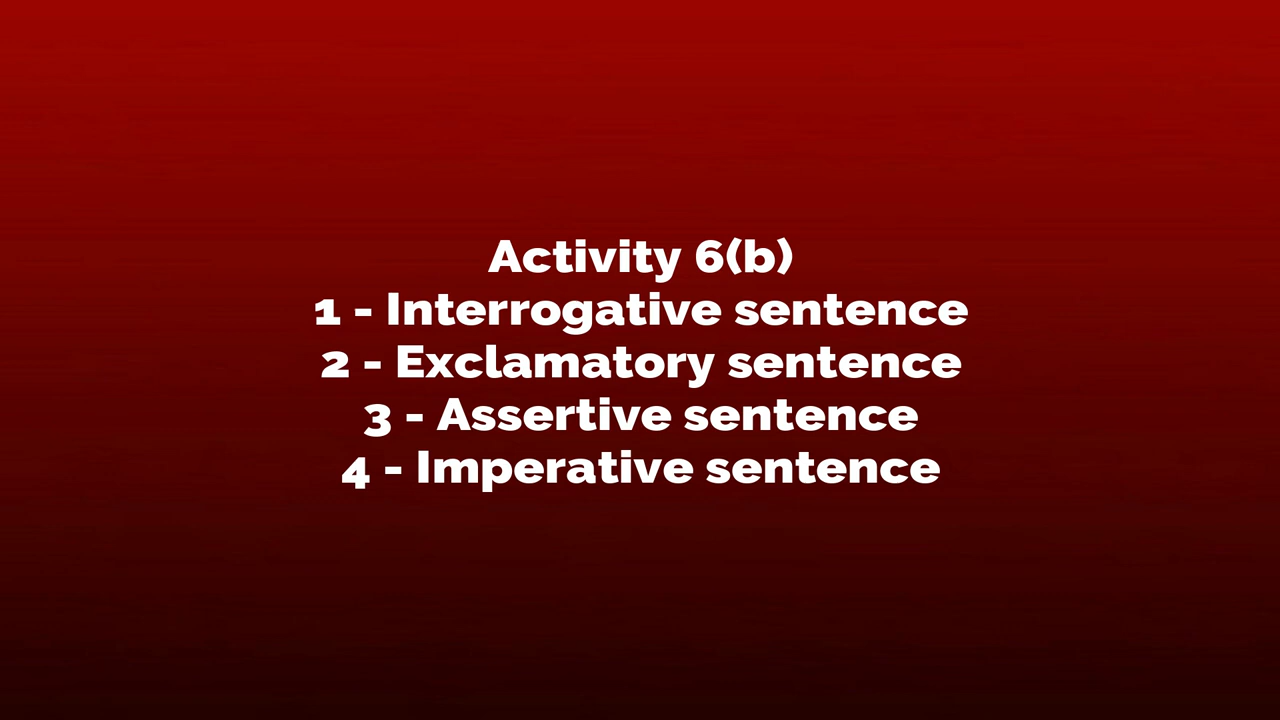 Activity 6(b)
1 - Interrogative sentence
2 - Exclamatory sentence
3 - Assertive sentence
4 - Imperative sentence